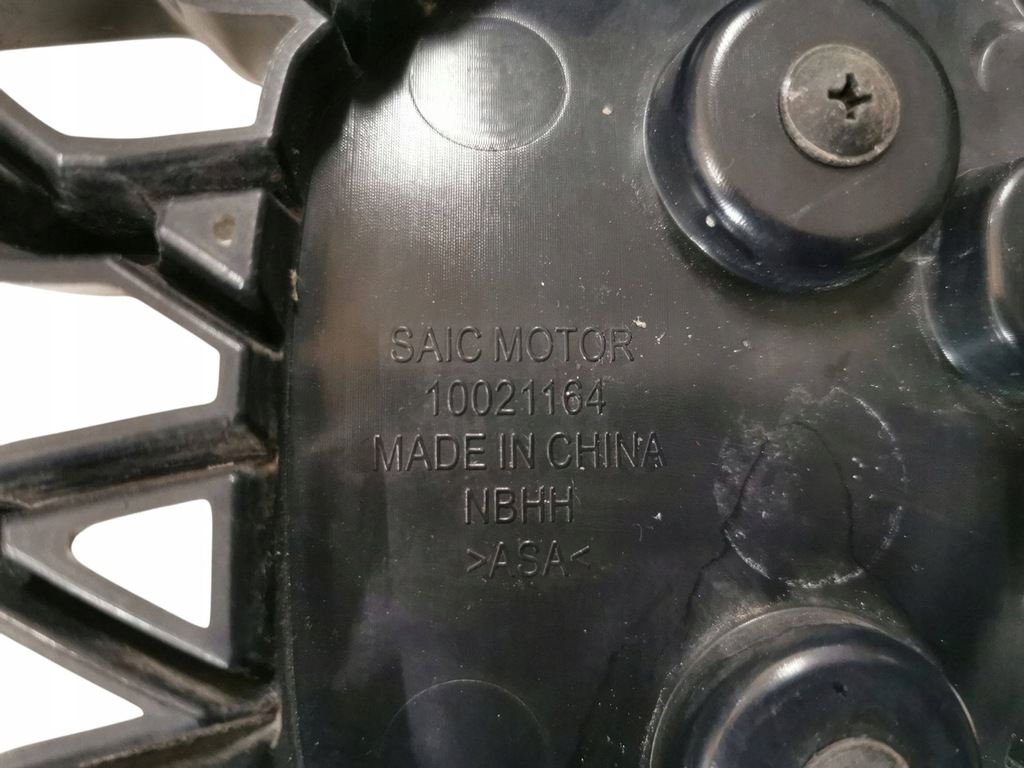 SAIC MOTOR
10021164
MADE IN CHINA
NBHH
>ASA<